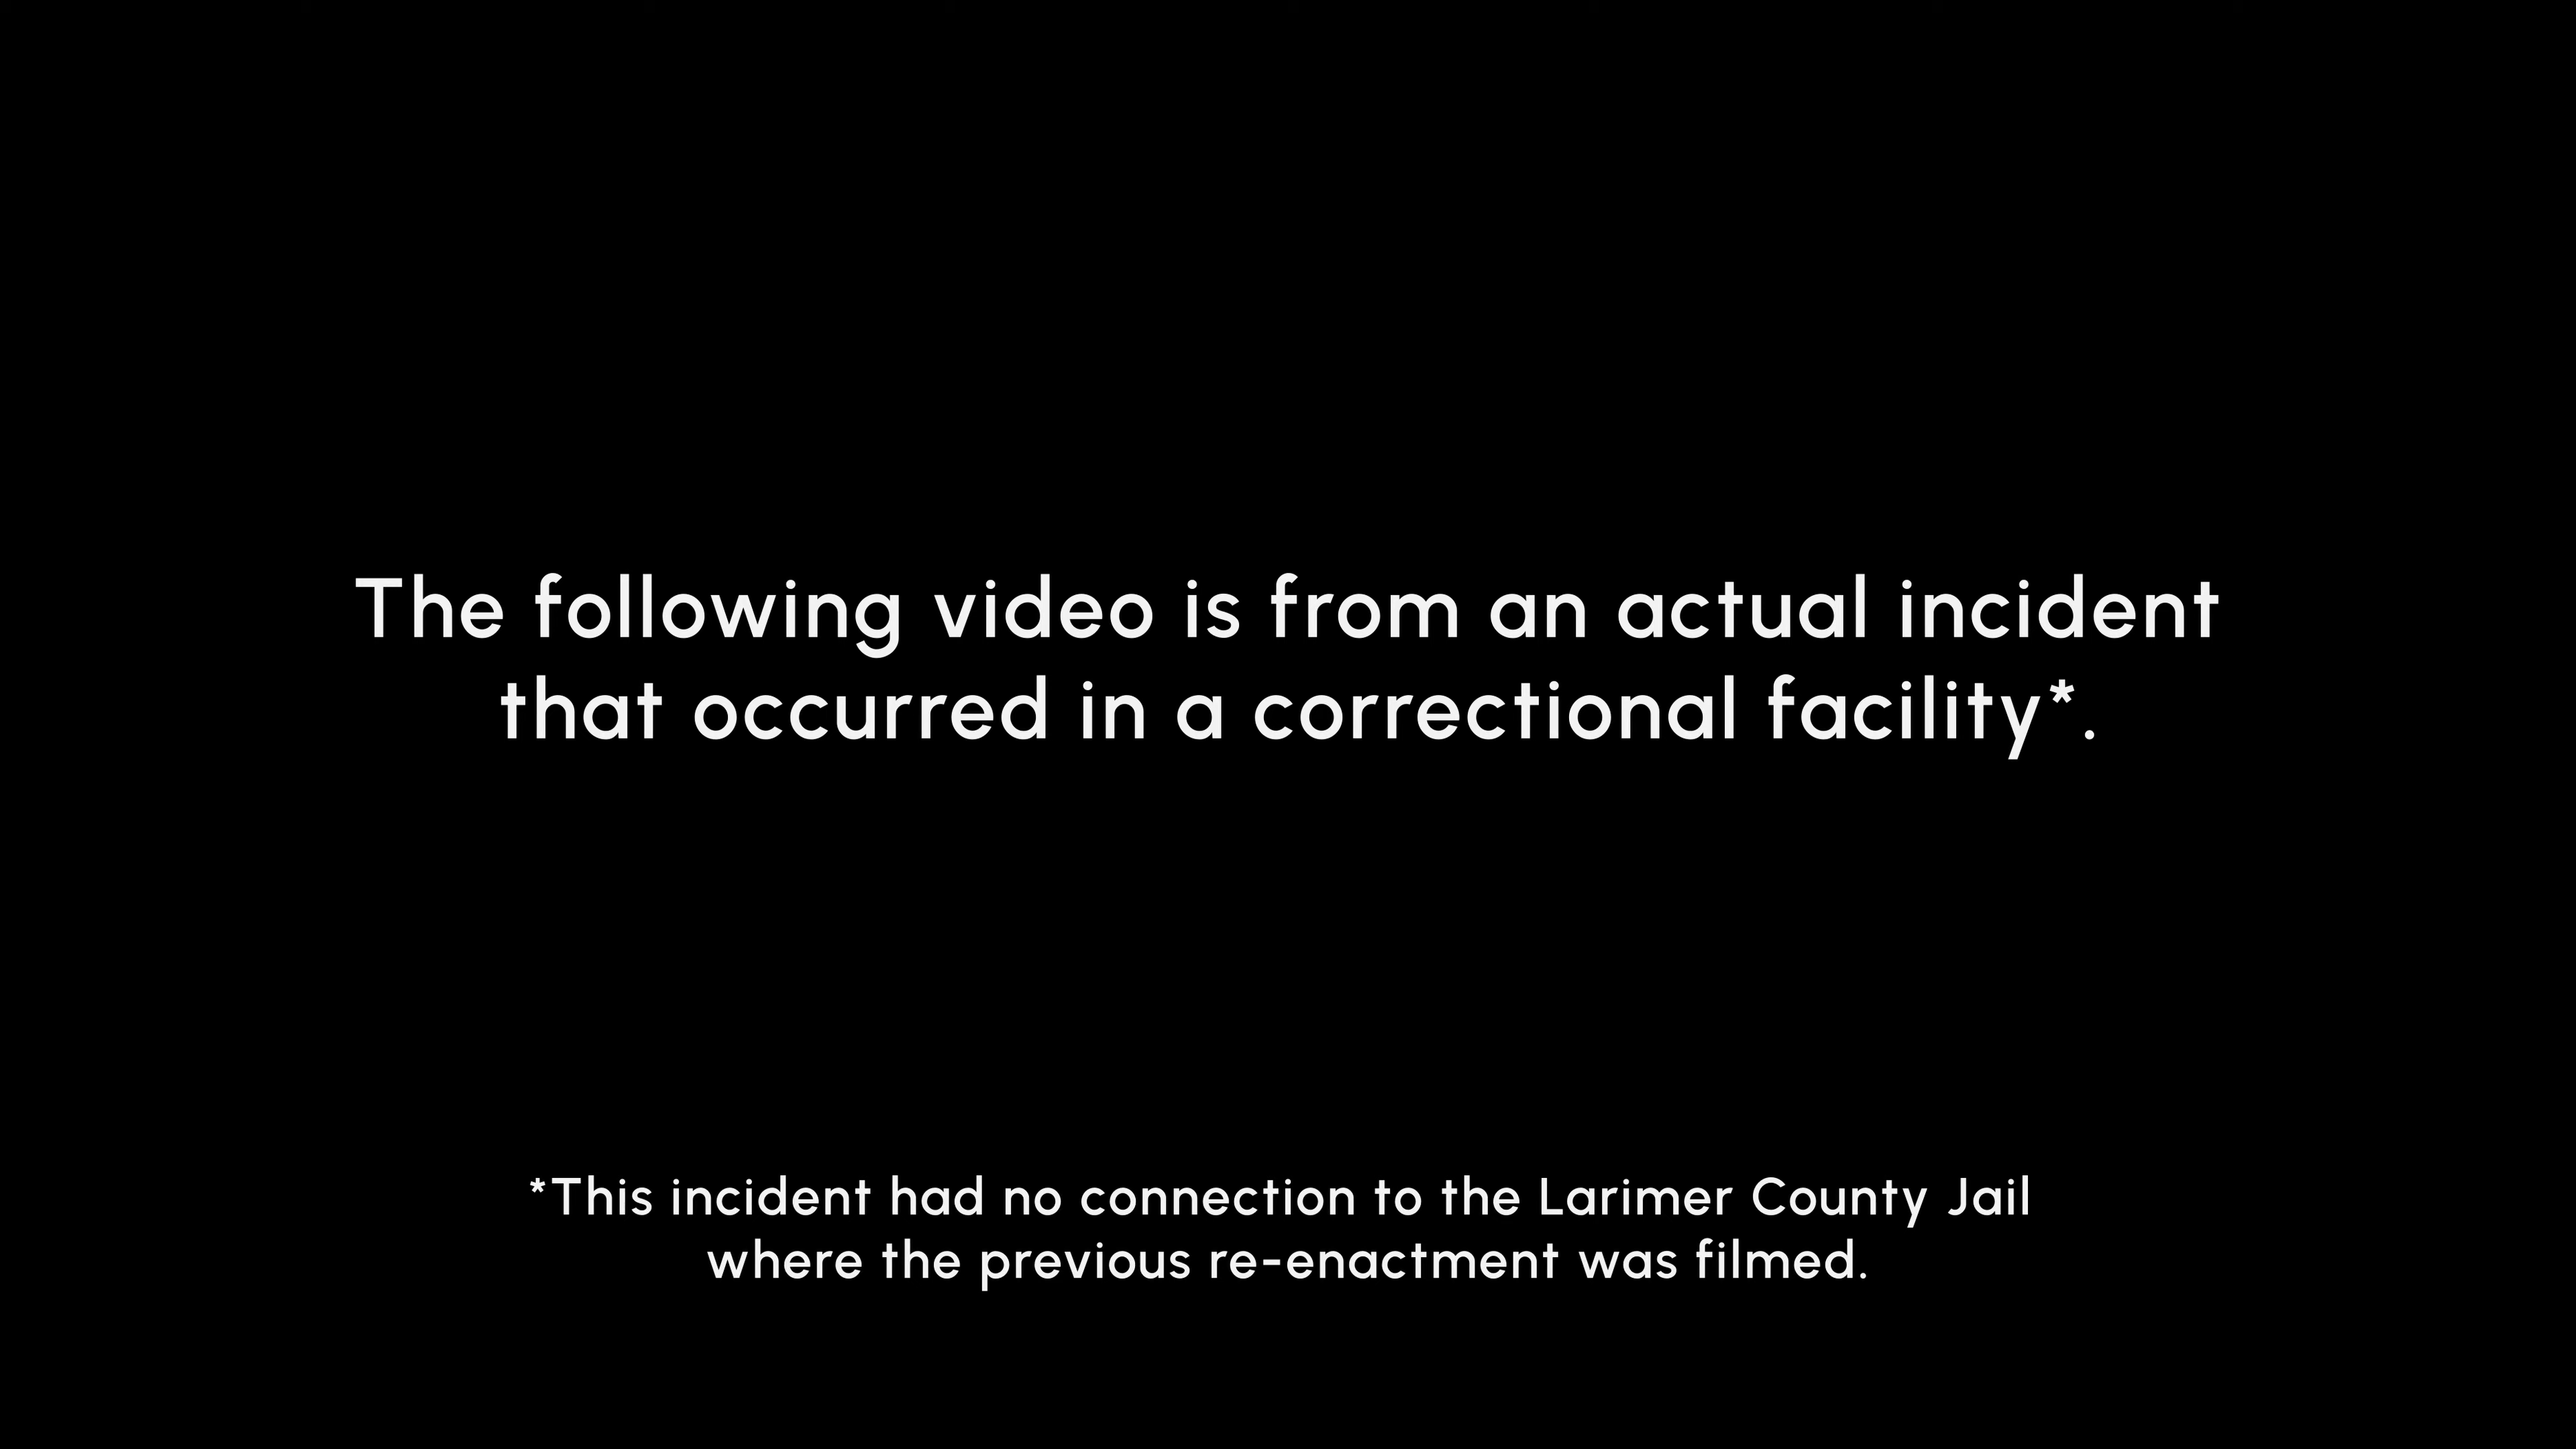 The following video is from an actual incident
that occurred in a correctional facility*.
*This incident had no connection to the Larimer County Jail
where the previous re-enactment was filmed.